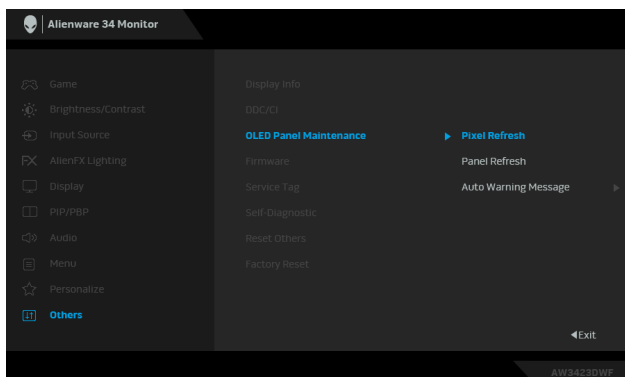 Alienware 34 Monitor
Game
Brightness/Contrast
Input Source
AlienFX Lighting
Display
PIP/PBP
Audio
Menu
Personalize
Others
Display Info
DDC/CI
OLED Panel Maintenance
Firmware
Service Tag
Self-Diagnostic
Reset Others
Factory Reset
Pixel Refresh
Panel Refresh
Auto Warning Message
Exit
AW3423DWF